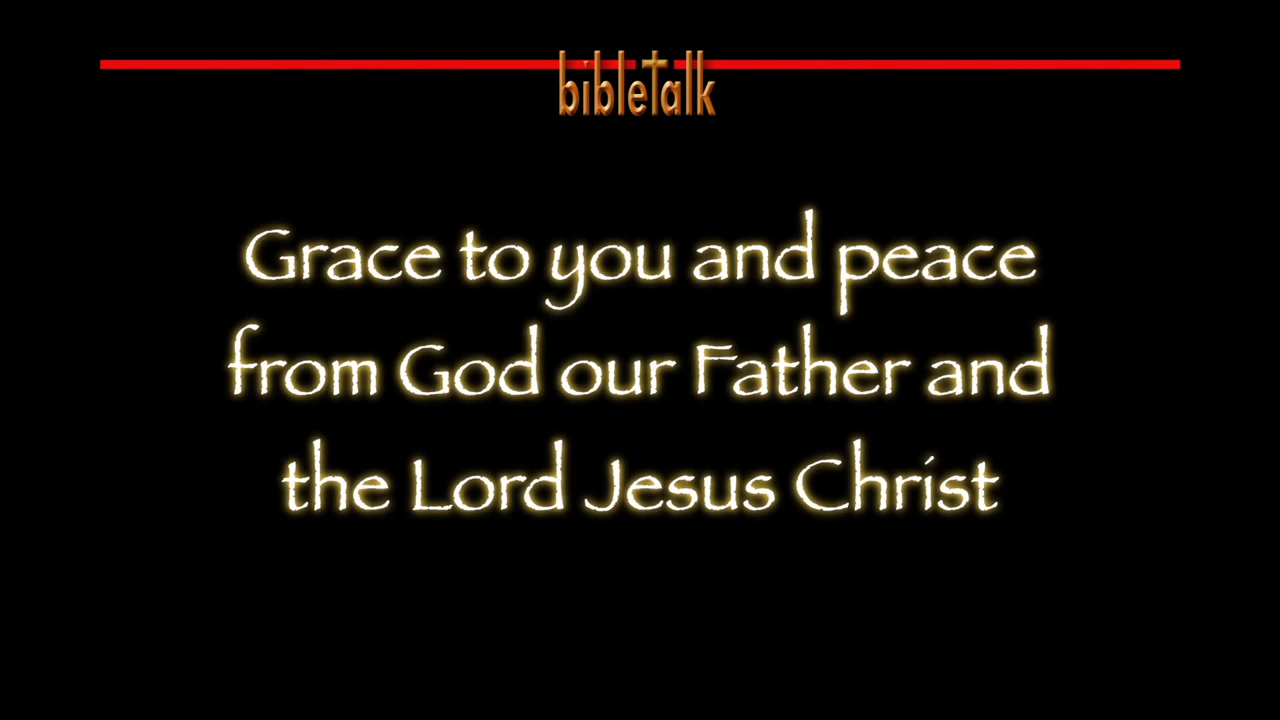 bibleTalk
Grace to you and peace
from God our Father and
the Lord Jesus Christ